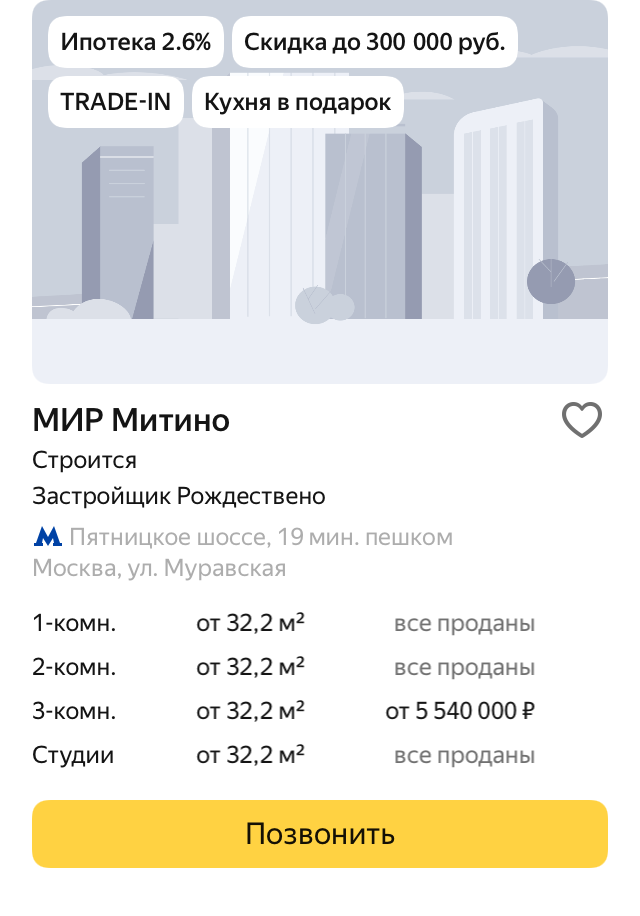 Ипотека 2.6% Скидка до 300 000 руб.
TRADE-IN Кухня в подарок
МИР Митино
Строится
Застройщик Рождествено
Пятницкое шоссе, 19 мин. пешком
Москва, ул. Муравская
1-комн. от 32,2 м² все проданы
2-комн. от 32,2 м² все проданы
3-комн. от 32,2 м² от 5 540 000 ₽
Студии от 32,2 м² все проданы
Позвонить